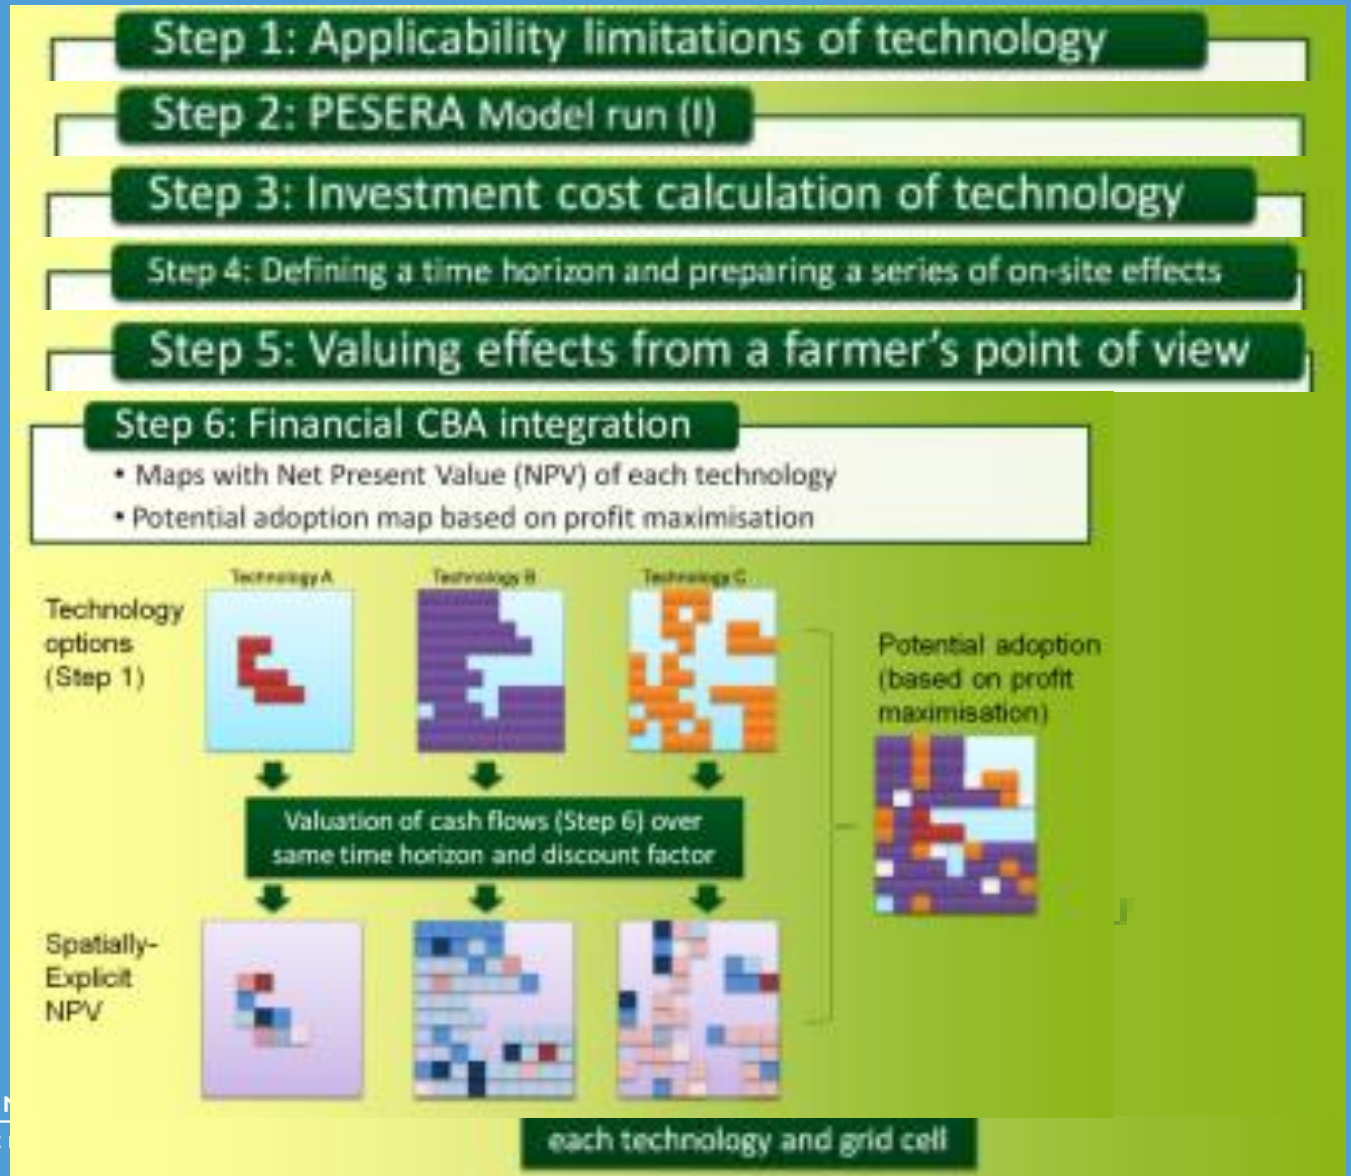 Step 1: Applicability limitations of technology
Step 2: PESERA Model run (I)
Step 3: Investment cost calculation of technology
Step 4: Defining a time horizon and preparing a series of on-site effects
Step 5: Valuing effects from a farmer's point of view
Step 6: Financial CBA integration
• Maps with Net Present Value (NPV) of each technology
• Potential adoption map based on profit maximisation
Technology A
Technology B
Technology C
Technology
options
(Step 1)
Potential adoption
(based on profit
maximisation)
Valuation of cash flows (Step 6) over
same time horizon and discount factor
Spatially-
Explicit
NPV
each technology and grid cell